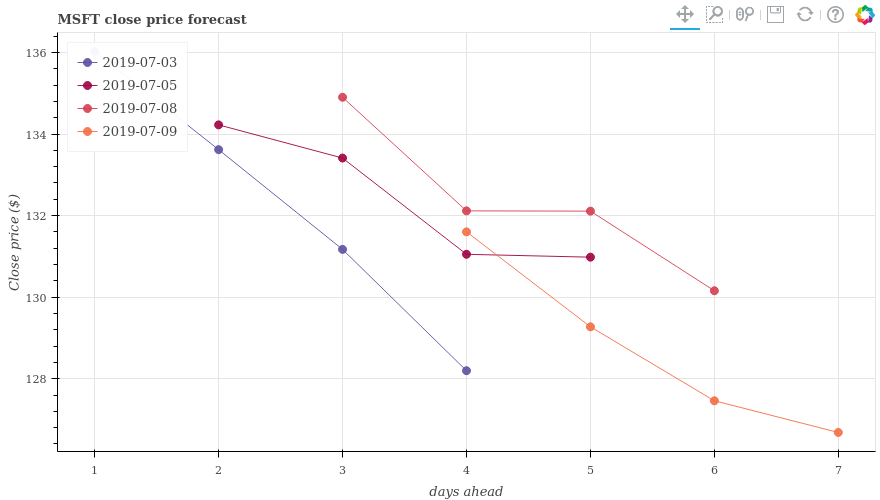 MSFT close price forecast
?
136
134
132
130
128
2019-07-03
2019-07-05
2019-07-08
2019-07-09
Close price ($)
1 2 3 4 5 6 7
days ahead